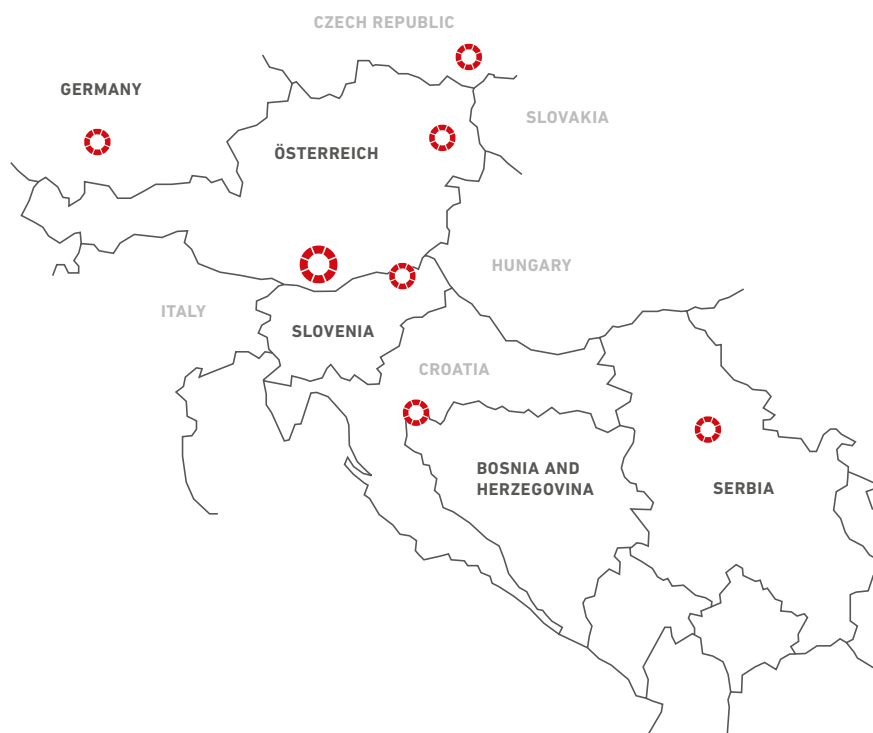 CZECH REPUBLIC
GERMANY
SLOVAKIA
ÖSTERREICH
HUNGARY
ITALY
SLOVENIA
CROATIA
BOSNIA AND
HERZEGOVINA
SERBIA